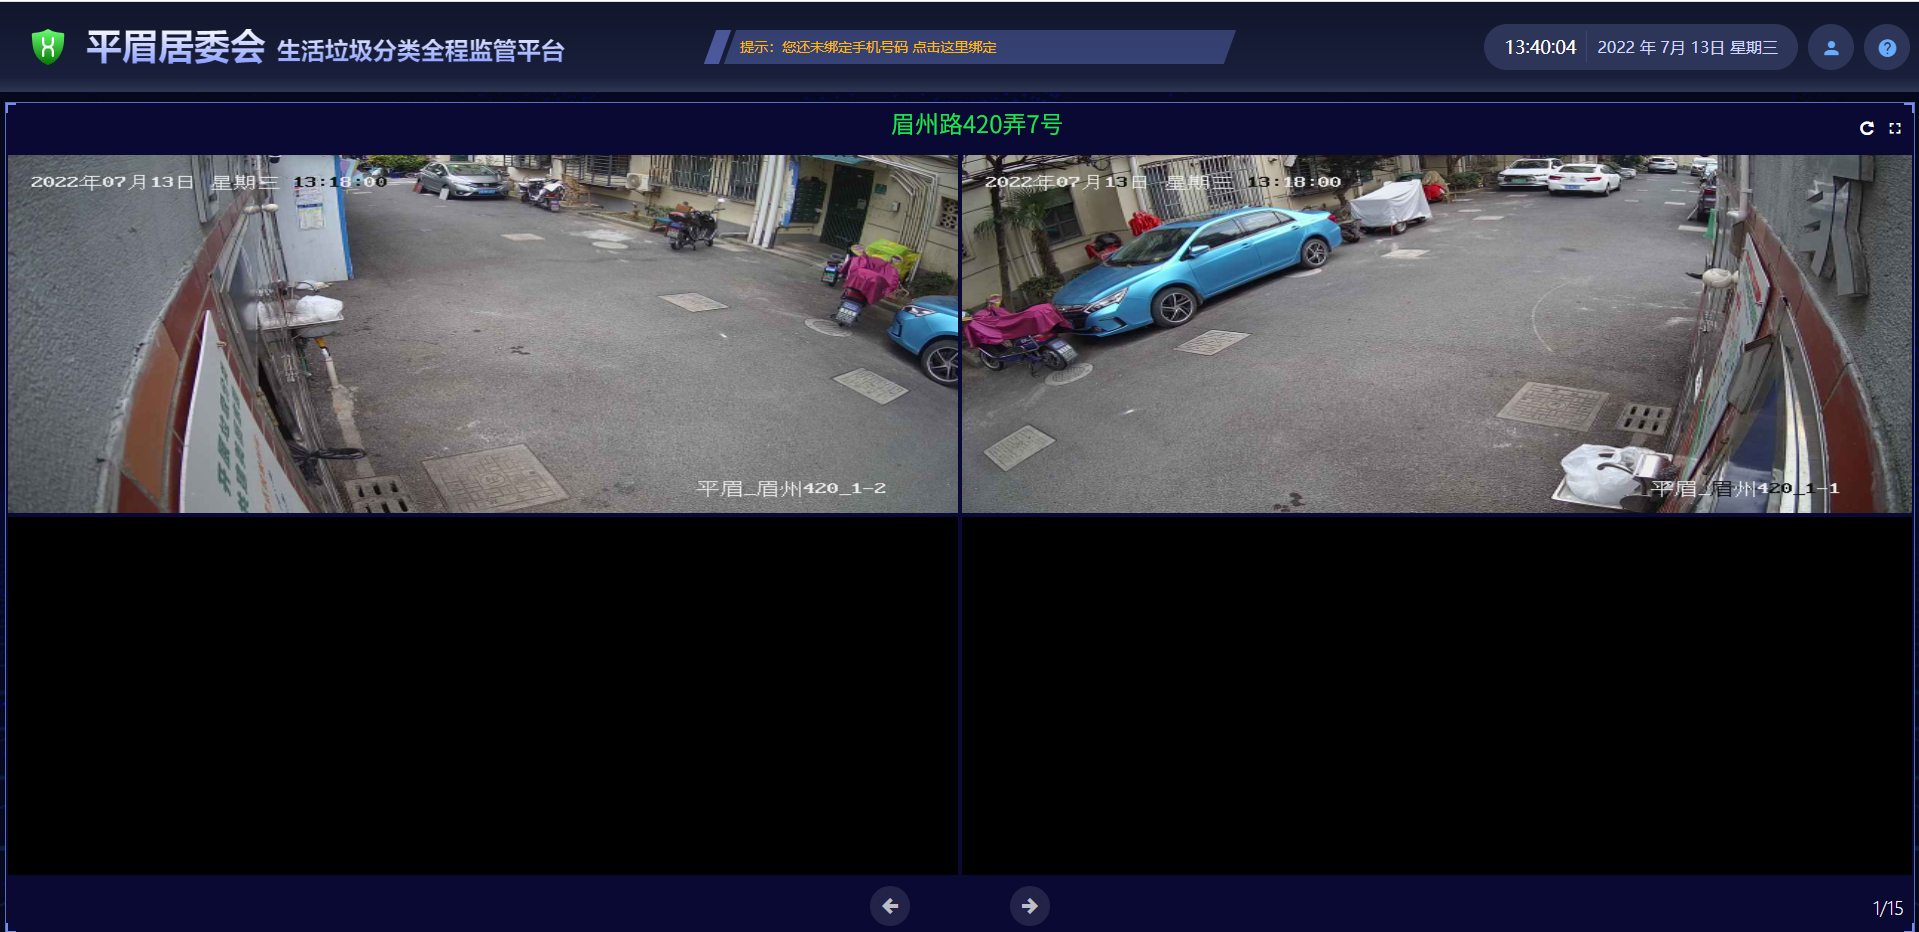 平眉居委会 生活垃圾分类全程监管平台
提示：您还未绑定手机号码 点击这里绑定
13:40:04 2022 年 7月 13日 星期三
眉州路420弄7号
2022年07月13日 星期三 13:18:00
平眉_眉州420_1-2
2022年07月13日 星期三 13:18:00
平眉_眉州420_1-1
1/15